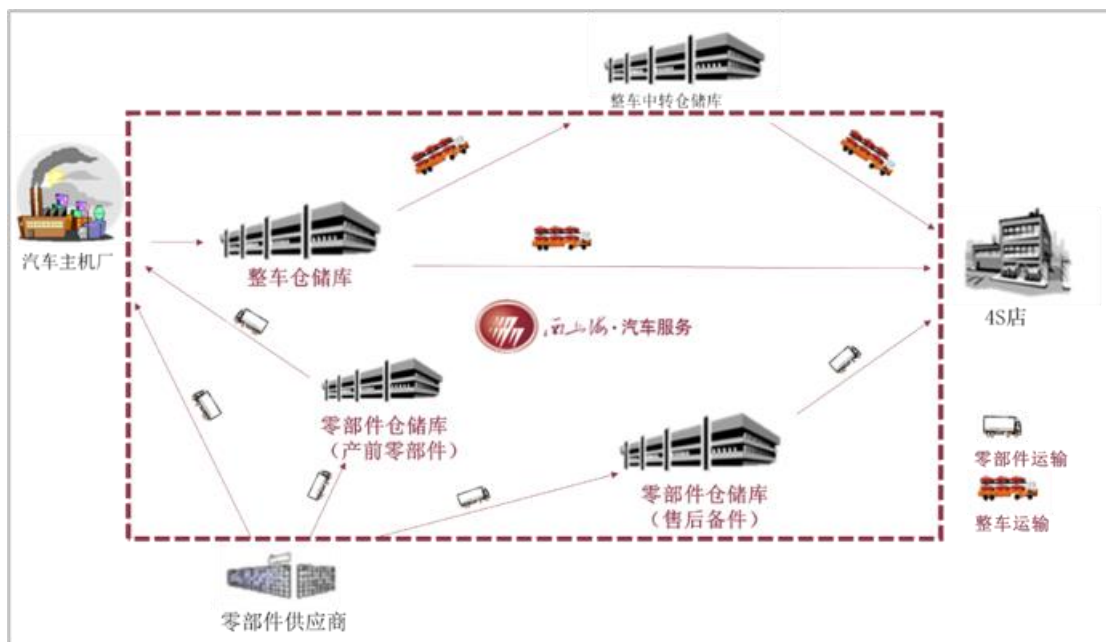 整车中转仓储库
汽车主机厂
整车仓储库
4S店
西上海·汽车服务
零部件仓储库
（产前零部件）
零部件仓储库
（售后备件）
零部件运输
整车运输
零部件供应商